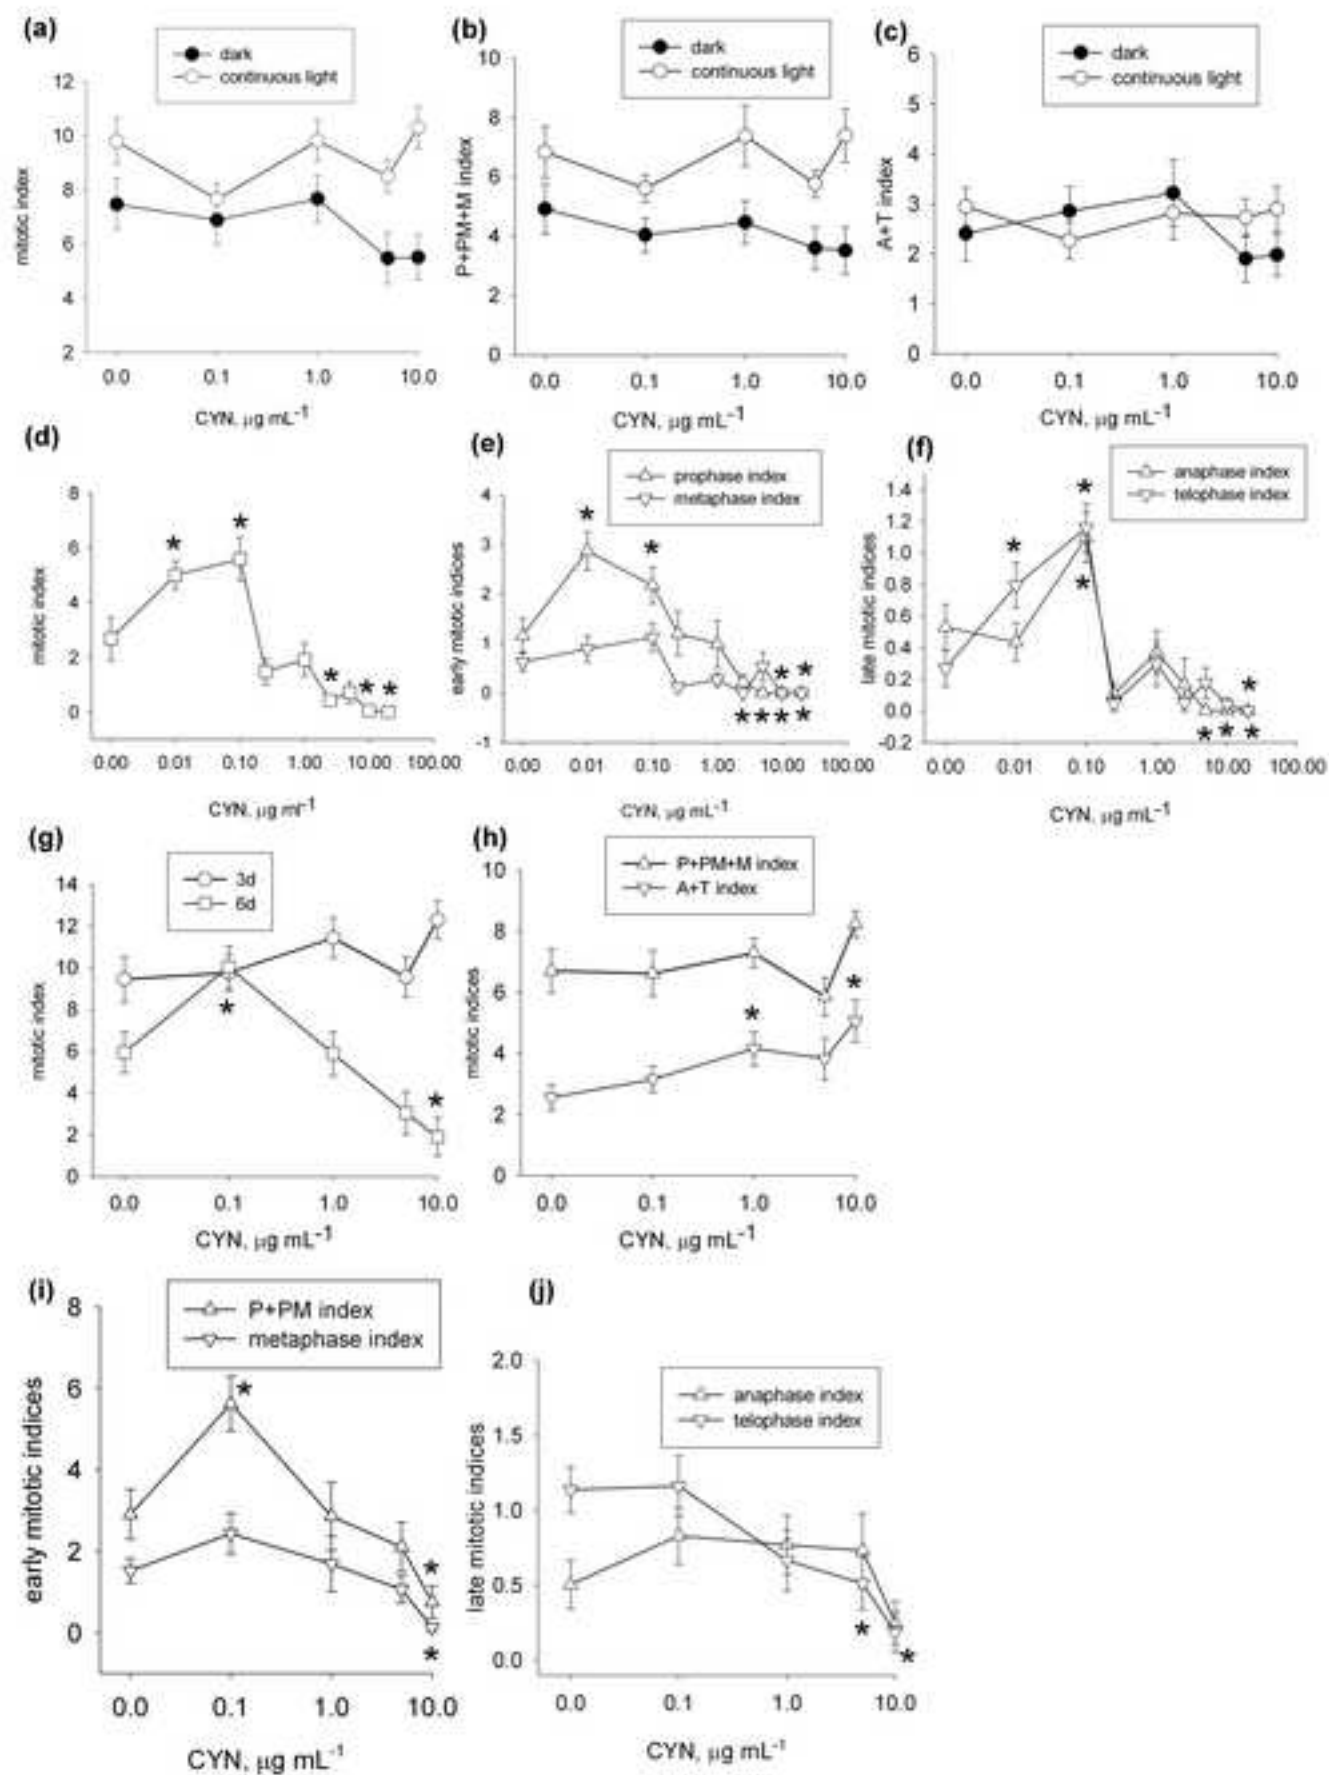 (a)
dark
continuous light
12
10
8
6
4
2
mitotic index
0.0 0.1 1.0 10.0
CYN, µg mL⁻¹
(b)
dark
continuous light
10
8
6
4
2
0
P+PM+M index
0.0 0.1 1.0 10.0
CYN, µg mL⁻¹
(c)
dark
continuous light
6
5
4
3
2
1
0
A+T index
0.0 0.1 1.0 10.0
CYN, µg mL⁻¹
(d)
8
6
4
2
0
mitotic index
* * * * *
0.00 0.01 0.10 1.00 10.00 100.00
CYN, µg ml⁻¹
(e)
prophase index
metaphase index
4
3
2
1
0
-1
early mitotic indices
* *
* *
* * * *
0.00 0.01 0.10 1.00 10.00 100.00
CYN, µg mL⁻¹
(f)
anaphase index
telophase index
1.4
1.2
1.0
0.8
0.6
0.4
0.2
0.0
-0.2
late mitotic indices
*
*
*
*
* * *
0.00 0.01 0.10 1.00 10.00 100.00
CYN, µg mL⁻¹
(g)
3d
6d
14
12
10
8
6
4
2
0
mitotic index
*
*
0.0 0.1 1.0 10.0
CYN, µg mL⁻¹
(h)
P+PM+M index
A+T index
10
8
6
4
2
0
mitotic indices
* *
0.0 0.1 1.0 10.0
CYN, µg mL⁻¹
(i)
P+PM index
metaphase index
8
6
4
2
0
early mitotic indices
*
*
*
0.0 0.1 1.0 10.0
CYN, µg mL⁻¹
(j)
anaphase index
telophase index
2.0
1.5
1.0
0.5
0.0
late mitotic indices
* *
0.0 0.1 1.0 10.0
CYN, µg mL⁻¹